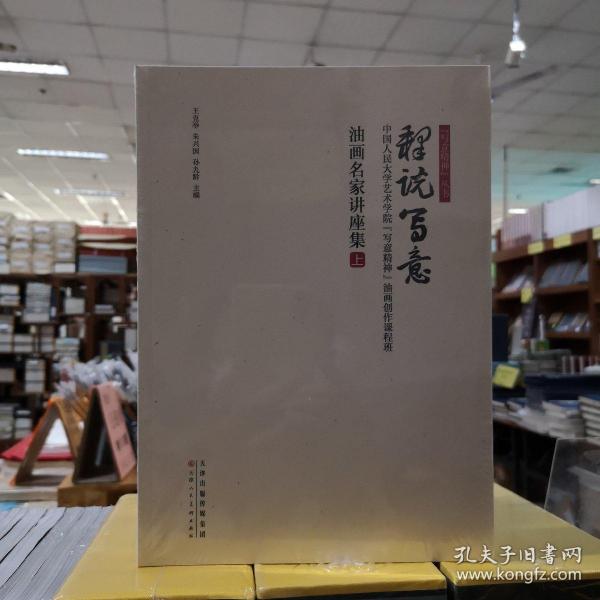 「写意精神」丛书
释说写意
中国人民大学艺术学院「写意精神」油画创作课程班
油画名家讲座集 上
王克举 朱兴国 孙九龄 主编
天津出版传媒集团
天津人民美术出版社
孔夫子旧书网
www.kongfz.com